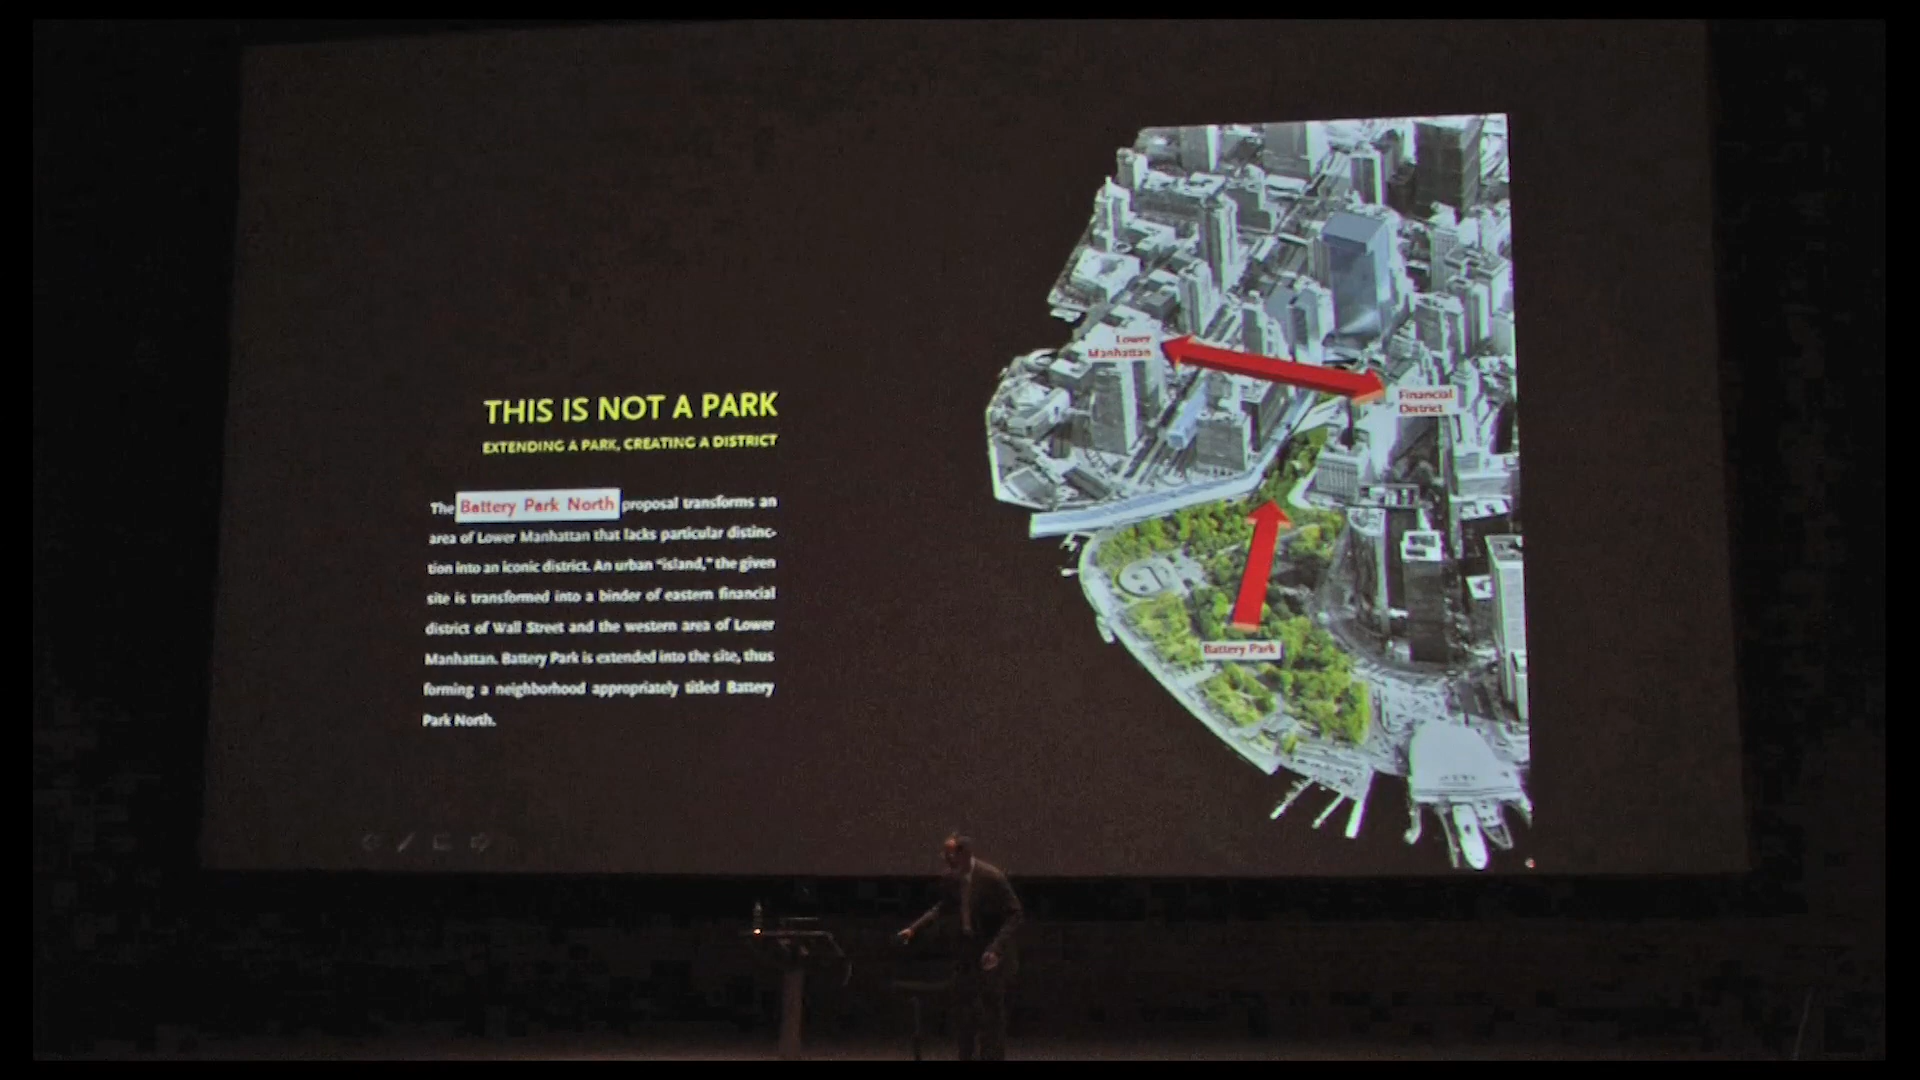 THIS IS NOT A PARK
EXTENDING A PARK, CREATING A DISTRICT
The Battery Park North proposal transforms an
area of Lower Manhattan that lacks particular distinc-
tion into an iconic district. An urban "island," the given
site is transformed into a binder of eastern financial
district of Wall Street and the western area of Lower
Manhattan. Battery Park is extended into the site, thus
forming a neighborhood appropriately titled Battery
Park North.
Lower
Manhattan
Financial
District
Battery Park